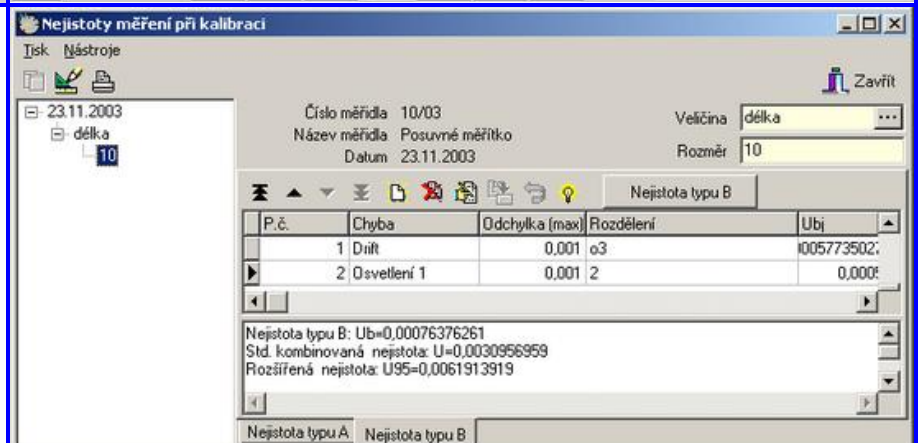 Nejistoty měření při kalibraci
Tisk Nástroje
Zavřít
23.11.2003
délka
10
Číslo měřidla 10/03
Název měřidla Posuvné měřítko
Datum 23.11.2003
Veličina délka ...
Rozměr 10
Nejistota typu B
P.č. Chyba Odchylka (max) Rozdělení Ubj
1 Drift 0,001 o3 0057735027
2 Osvetlení 1 0,001 2 0,0005
Nejistota typu B: Ub=0,00076376261
Std. kombinovaná nejistota: U=0,0030956959
Rozšířená nejistota: U95=0,0061913919
Nejistota typu A Nejistota typu B